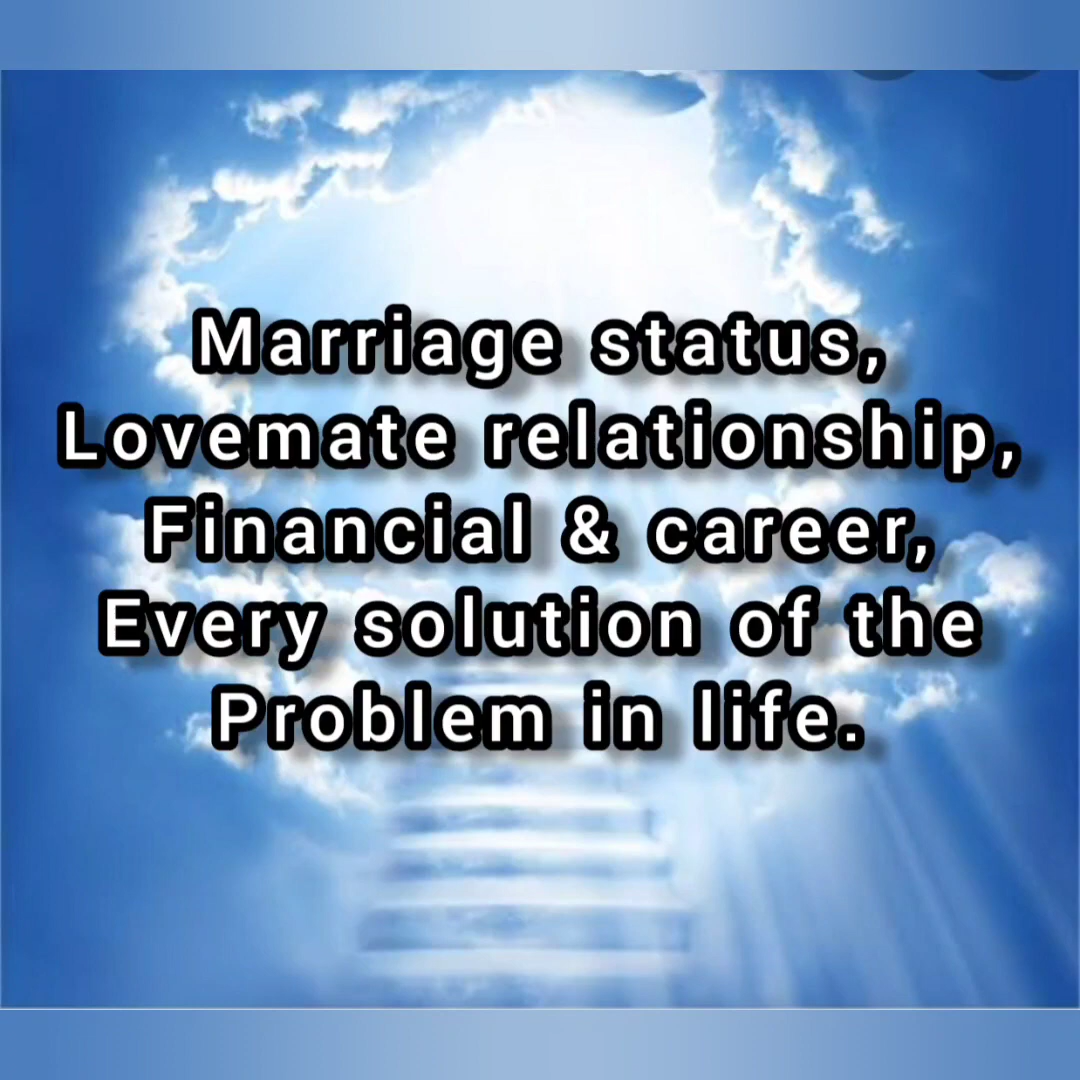 Marriage status,
Lovemate relationship,
Financial & career,
Every solution of the
Problem in life.